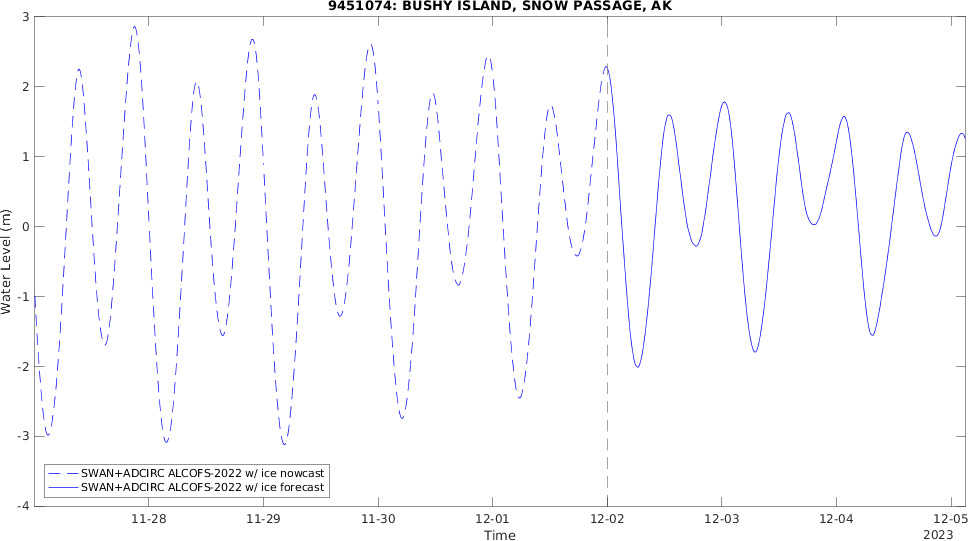 9451074: BUSHY ISLAND, SNOW PASSAGE, AK
3
2
1
0
-1
-2
-3
-4
Water Level (m)
SWAN+ADCIRC ALCOFS-2022 w/ ice nowcast
SWAN+ADCIRC ALCOFS-2022 w/ ice forecast
11-28 11-29 11-30 12-01 12-02 12-03 12-04 12-05
Time
2023